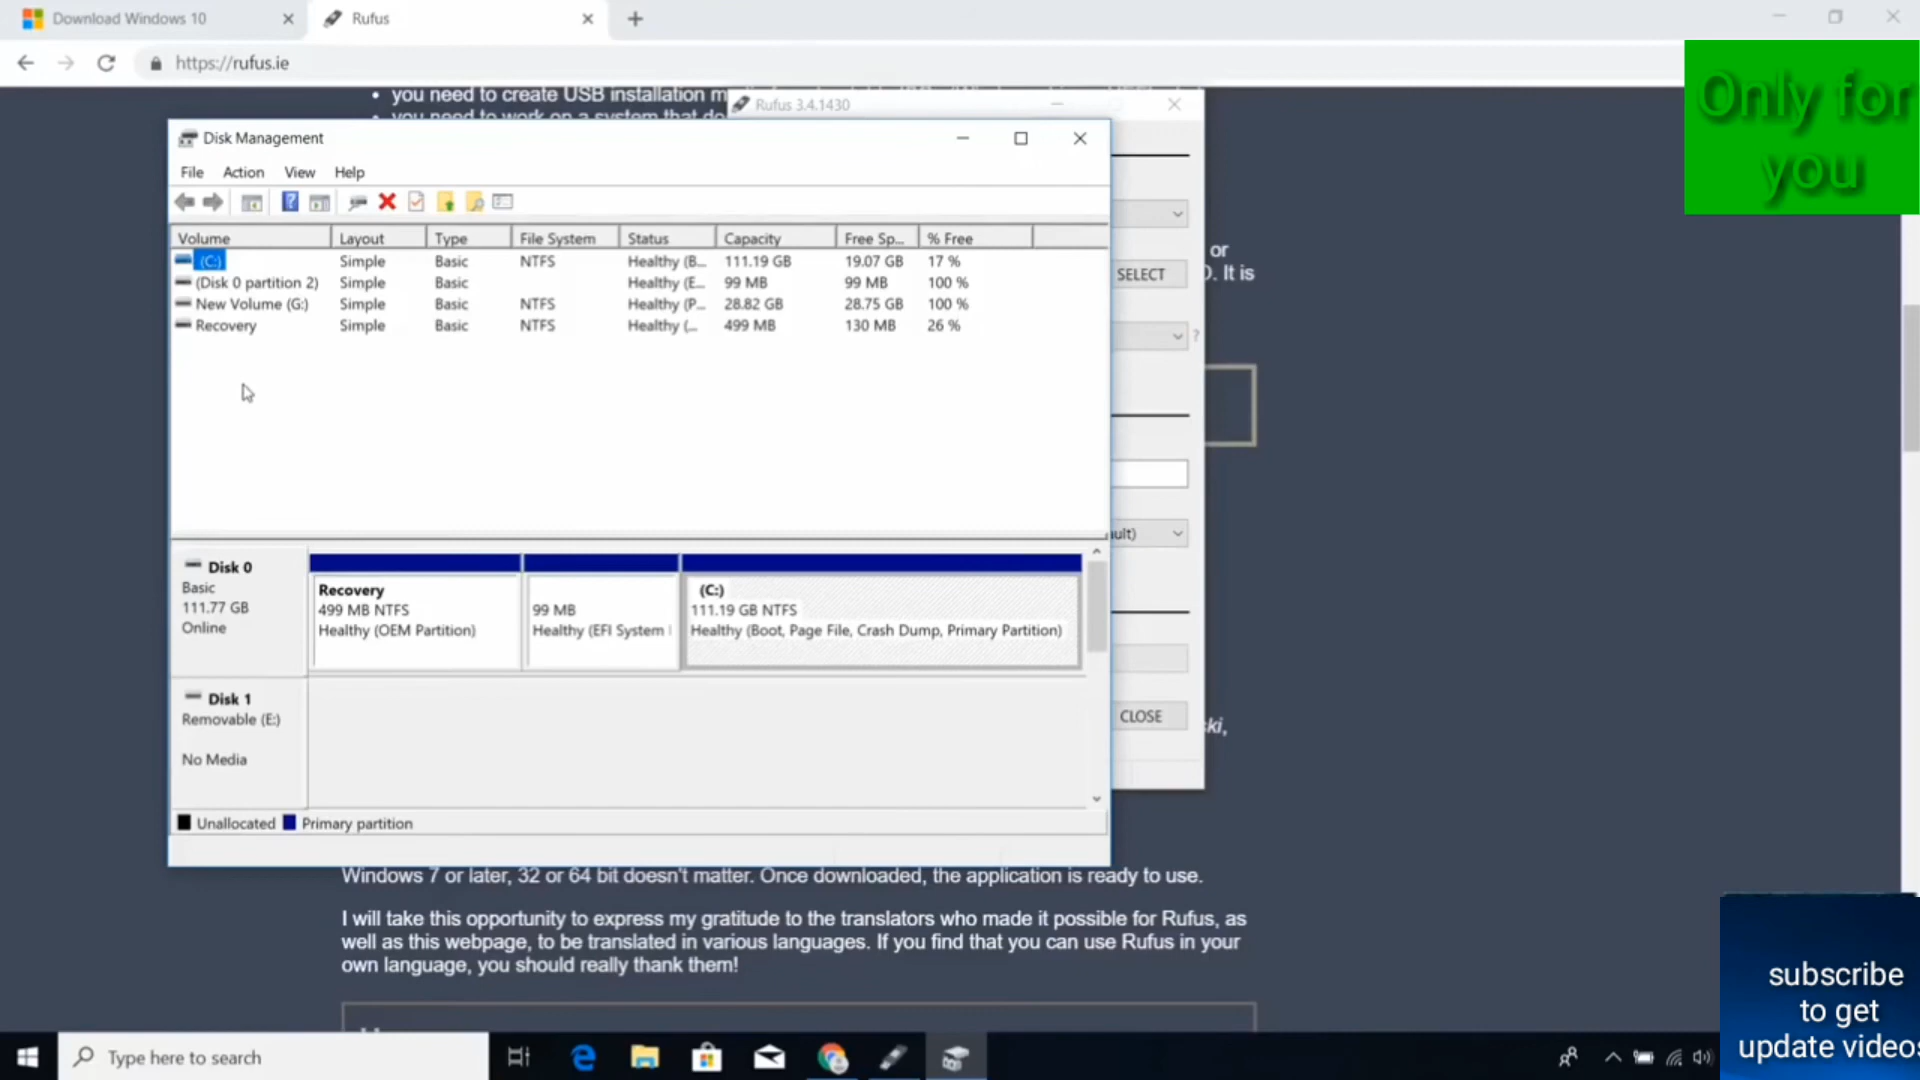 Download Windows 10
Rufus
https://rufus.ie
Only for
you
you need to create USB installation
Rufus 3.4.1430
you need to work on a system that
Disk Management
File Action View Help
Volume Layout Type File System Status Capacity Free Sp... % Free
(C:) Simple Basic NTFS Healthy (B... 111.19 GB 19.07 GB 17 %
(Disk 0 partition 2) Simple Basic Healthy (E... 99 MB 99 MB 100 %
New Volume (G:) Simple Basic NTFS Healthy (P... 28.82 GB 28.75 GB 100 %
Recovery Simple Basic NTFS Healthy (... 499 MB 130 MB 26 %
or
It is
SELECT
?
Disk 0
Basic
111.77 GB
Online
Recovery
499 MB NTFS
Healthy (OEM Partition)
99 MB
Healthy (EFI System
(C:)
111.19 GB NTFS
Healthy (Boot, Page File, Crash Dump, Primary Partition)
Disk 1
Removable (E:)
No Media
CLOSE
Unallocated Primary partition
Windows 7 or later, 32 or 64 bit doesn't matter. Once downloaded, the application is ready to use.
I will take this opportunity to express my gratitude to the translators who made it possible for Rufus, as
well as this webpage, to be translated in various languages. If you find that you can use Rufus in your
own language, you should really thank them!
subscribe
to get
update videos
Type here to search